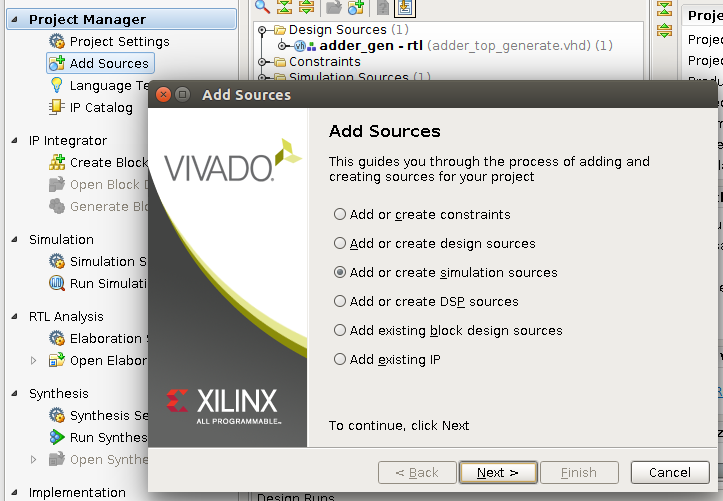 Project Manager
Project Settings
Add Sources
Language Te
IP Catalog
IP Integrator
Create Block
Open Block D
Generate Bloc
Simulation
Simulation S
Run Simulati
RTL Analysis
Elaboration S
Open Elabor
Synthesis
Synthesis Se
Run Synthes
Open Synthe
Implementation
Design Sources (1)
adder_gen - rtl (adder_top_generate.vhd) (1)
Constraints
Simulation Sources (1)
Proje
Projec
Projec
Produ
Add Sources
VIVADO.
XILINX
ALL PROGRAMMABLE™
Add Sources
This guides you through the process of adding and
creating sources for your project
Add or create constraints
Add or create design sources
Add or create simulation sources
Add or create DSP sources
Add existing block design sources
Add existing IP
To continue, click Next
< Back
Next >
Finish
Cancel
Design Runs